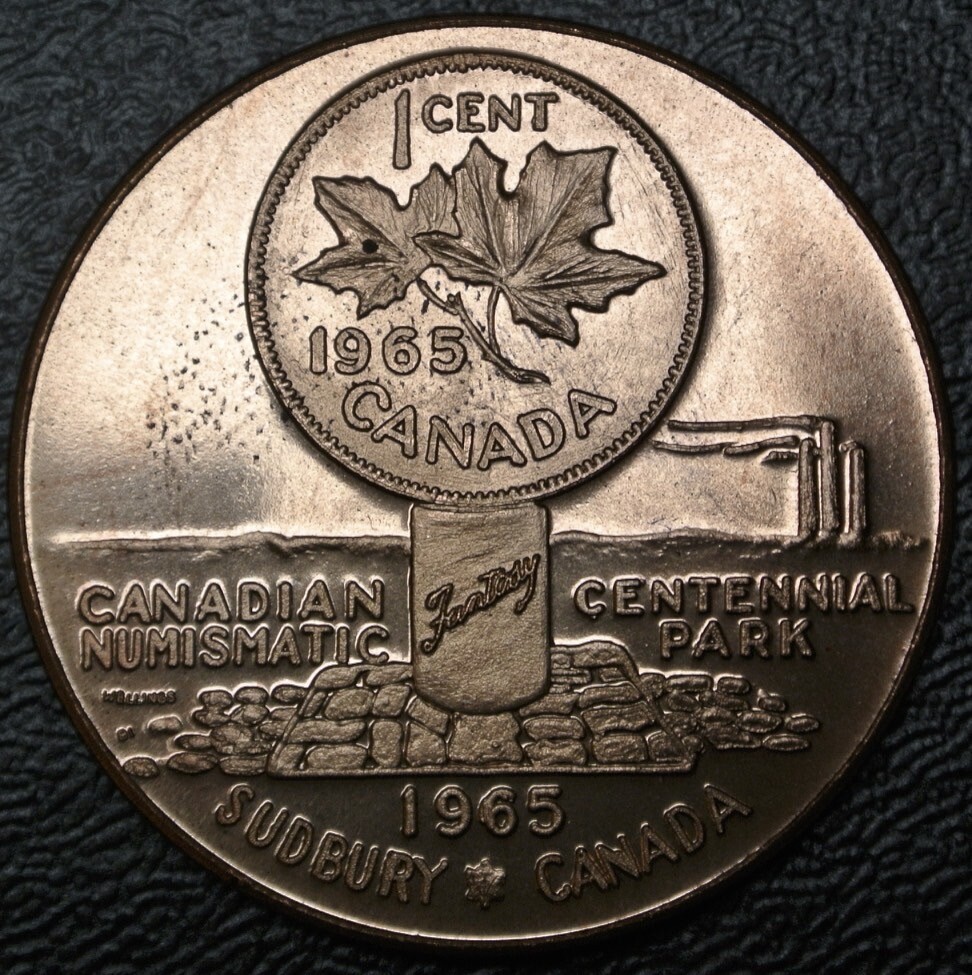 1 CENT
1965
CANADA
Fantasy
CANADIAN
NUMISMATIC
CENTENNIAL
PARK
1965
SUDBURY CANADA